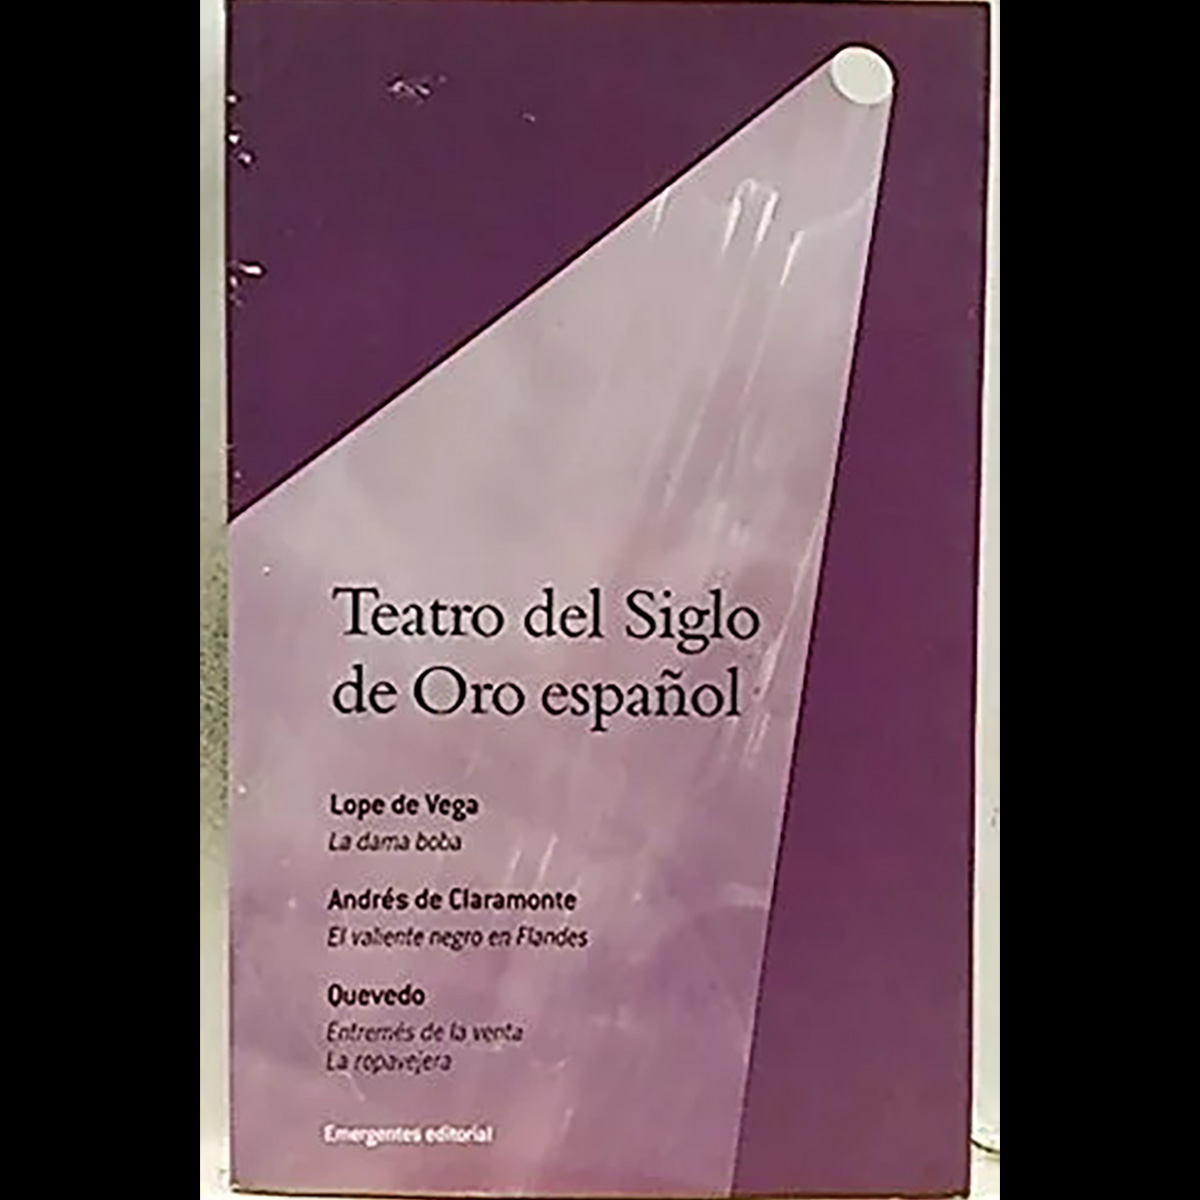 Teatro del Siglo
de Oro español
Lope de Vega
La dama boba
Andrés de Claramonte
El valiente negro en Flandes
Quevedo
Entremés de la venta
La ropavejera
Emergentes editorial